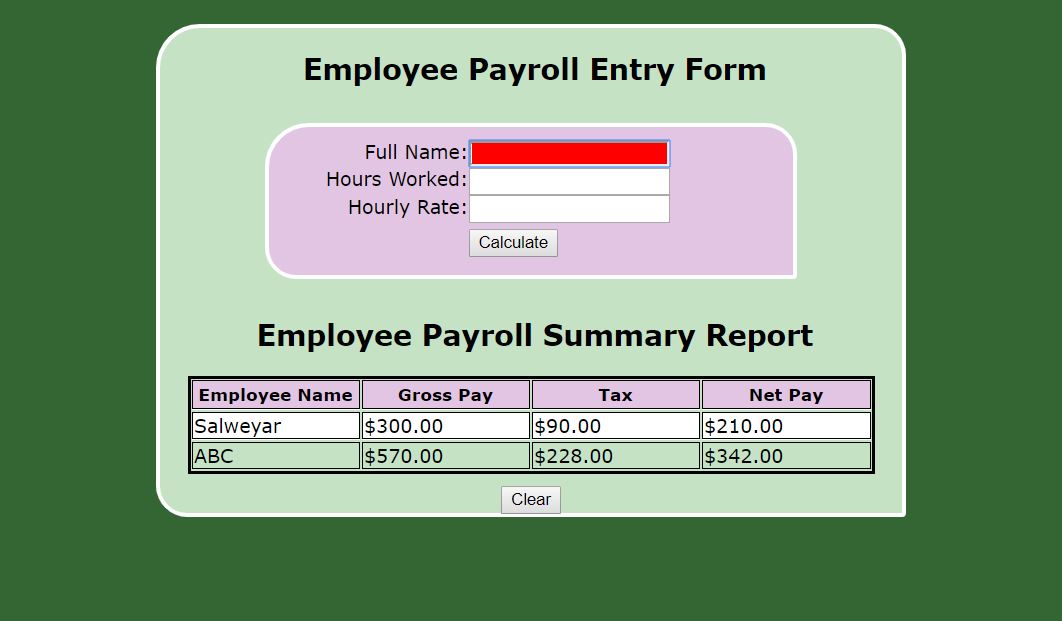 Employee Payroll Entry Form
Full Name:
Hours Worked:
Hourly Rate:
Calculate
Employee Payroll Summary Report
Employee Name Gross Pay Tax Net Pay
Salweyar $300.00 $90.00 $210.00
ABC $570.00 $228.00 $342.00
Clear